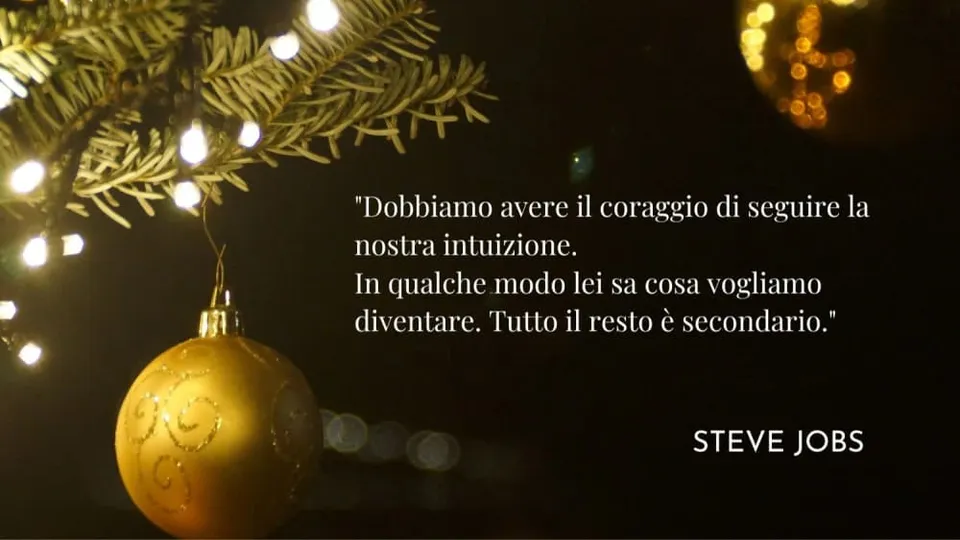 "Dobbiamo avere il coraggio di seguire la
nostra intuizione.
In qualche modo lei sa cosa vogliamo
diventare. Tutto il resto è secondario."
STEVE JOBS